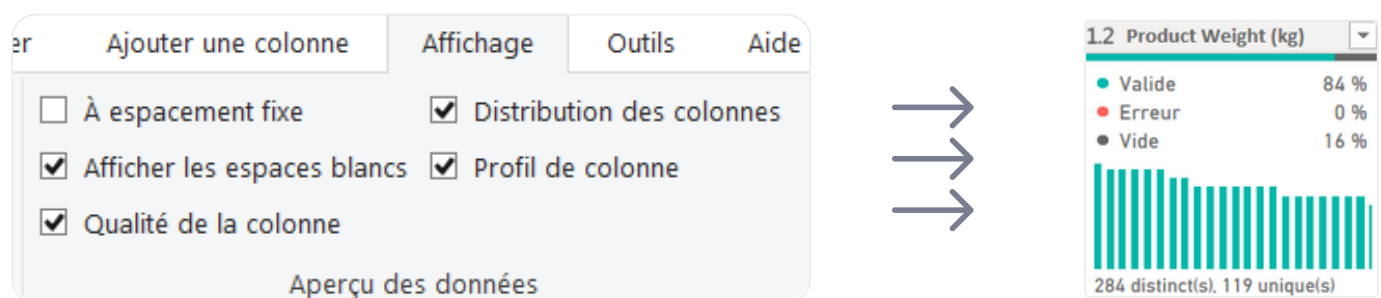 er Ajouter une colonne Affichage Outils Aide
À espacement fixe Distribution des colonnes
Afficher les espaces blancs Profil de colonne
Qualité de la colonne
Aperçu des données
1.2 Product Weight (kg)
Valide 84 %
Erreur 0 %
Vide 16 %
284 distinct(s), 119 unique(s)